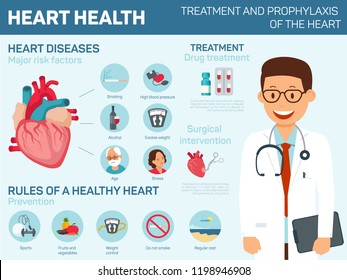 HEART HEALTH
TREATMENT AND PROPHYLAXIS
OF THE HEART
HEART DISEASES
Major risk factors
Smoking
High blood pressure
Alcohol
Excess weight
Age
Stress
TREATMENT
Drug treatment
Surgical
intervention
RULES OF A HEALTHY HEART
Prevention
Sports
Fruits and
vegetables
Weight
control
Do not smoke
Regular rest
shutterstock
IMAGE ID: 1198946908
www.shutterstock.com